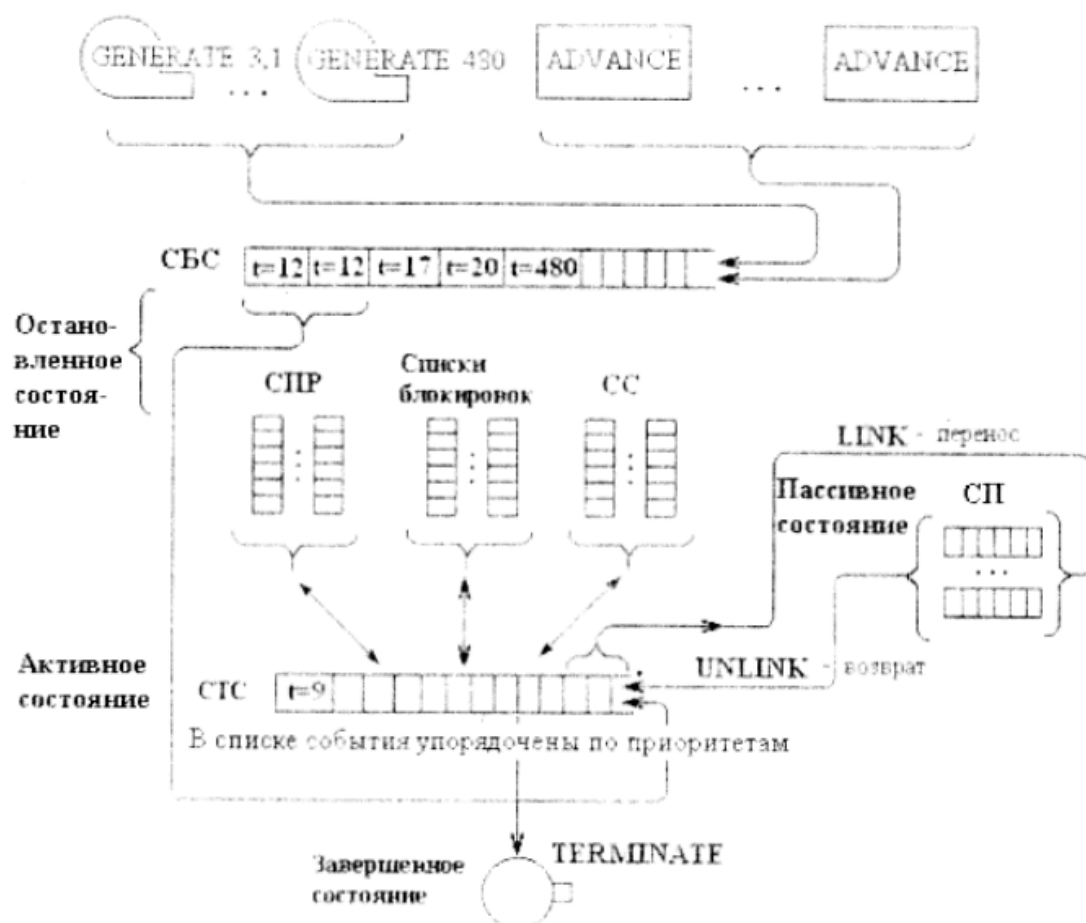 GENERATE 3,1
...
GENERATE 480
ADVANCE
...
ADVANCE
СБС
t=12 t=12 t=17 t=20 t=480
Остано-
вленное
состоя-
ние
СПР
Списки
блокировок
СС
LINK - перенос
Пассивное
состояние
СП
...
Активное
состояние
СТС
t=9
UNLINK - возврат
В списке события упорядочены по приоритетам
Завершенное
состояние
TERMINATE